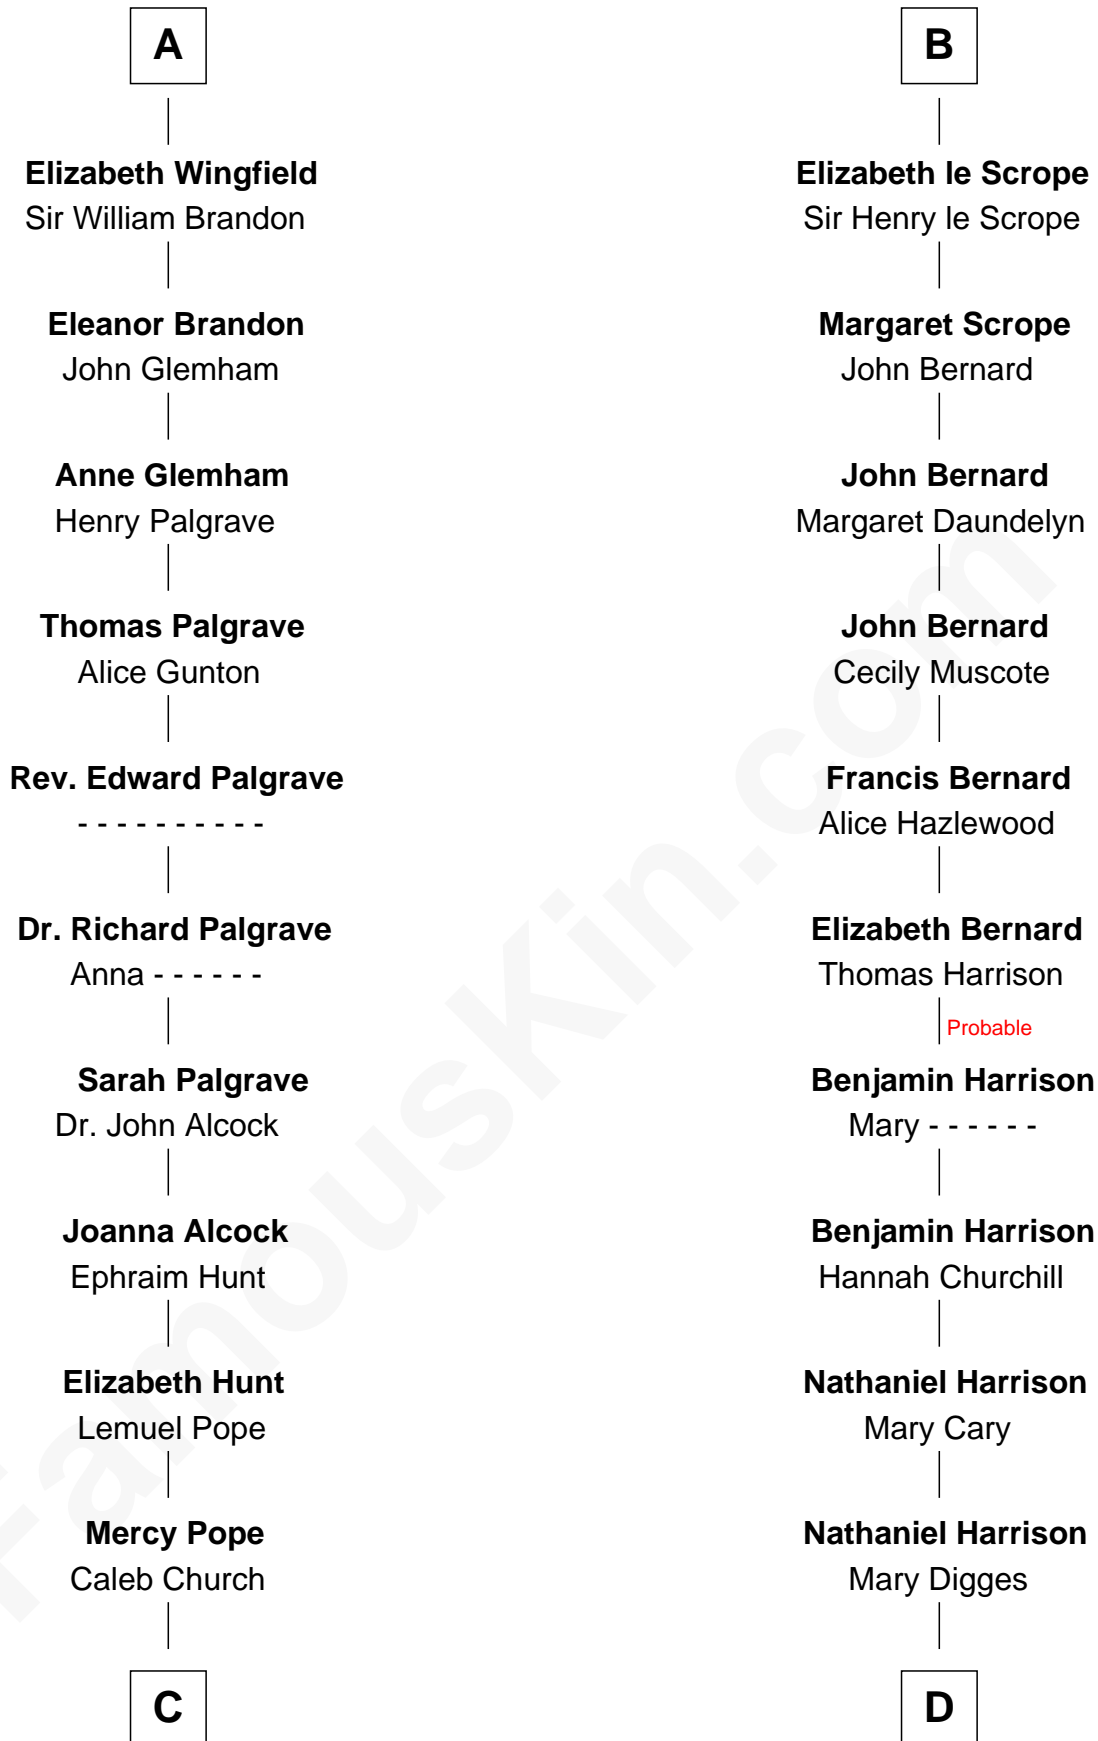 A
Elizabeth Wingfield
Sir William Brandon
Eleanor Brandon
John Glemham
Anne Glemham
Henry Palgrave
Thomas Palgrave
Alice Gunton
Rev. Edward Palgrave
- - - - - - - - - -
Dr. Richard Palgrave
Anna - - - - - -
Sarah Palgrave
Dr. John Alcock
Joanna Alcock
Ephraim Hunt
Elizabeth Hunt
Lemuel Pope
Mercy Pope
Caleb Church
C
B
Elizabeth le Scrope
Sir Henry le Scrope
Margaret Scrope
John Bernard
John Bernard
Margaret Daundelyn
John Bernard
Cecily Muscote
Francis Bernard
Alice Hazlewood
Elizabeth Bernard
Thomas Harrison
Probable
Benjamin Harrison
Mary - - - - - -
Benjamin Harrison
Hannah Churchill
Nathaniel Harrison
Mary Cary
Nathaniel Harrison
Mary Digges
D
FamousKin.com